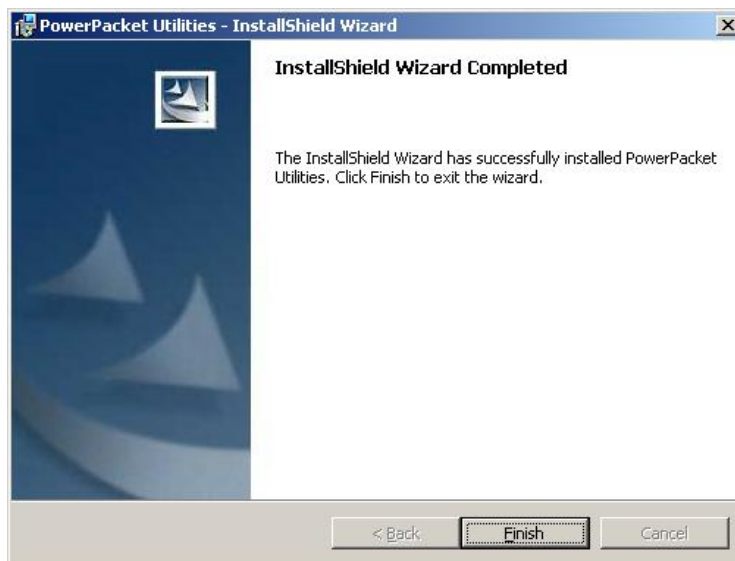 PowerPacket Utilities - InstallShield Wizard
InstallShield Wizard Completed
The InstallShield Wizard has successfully installed PowerPacket
Utilities. Click Finish to exit the wizard.
< Back Finish Cancel